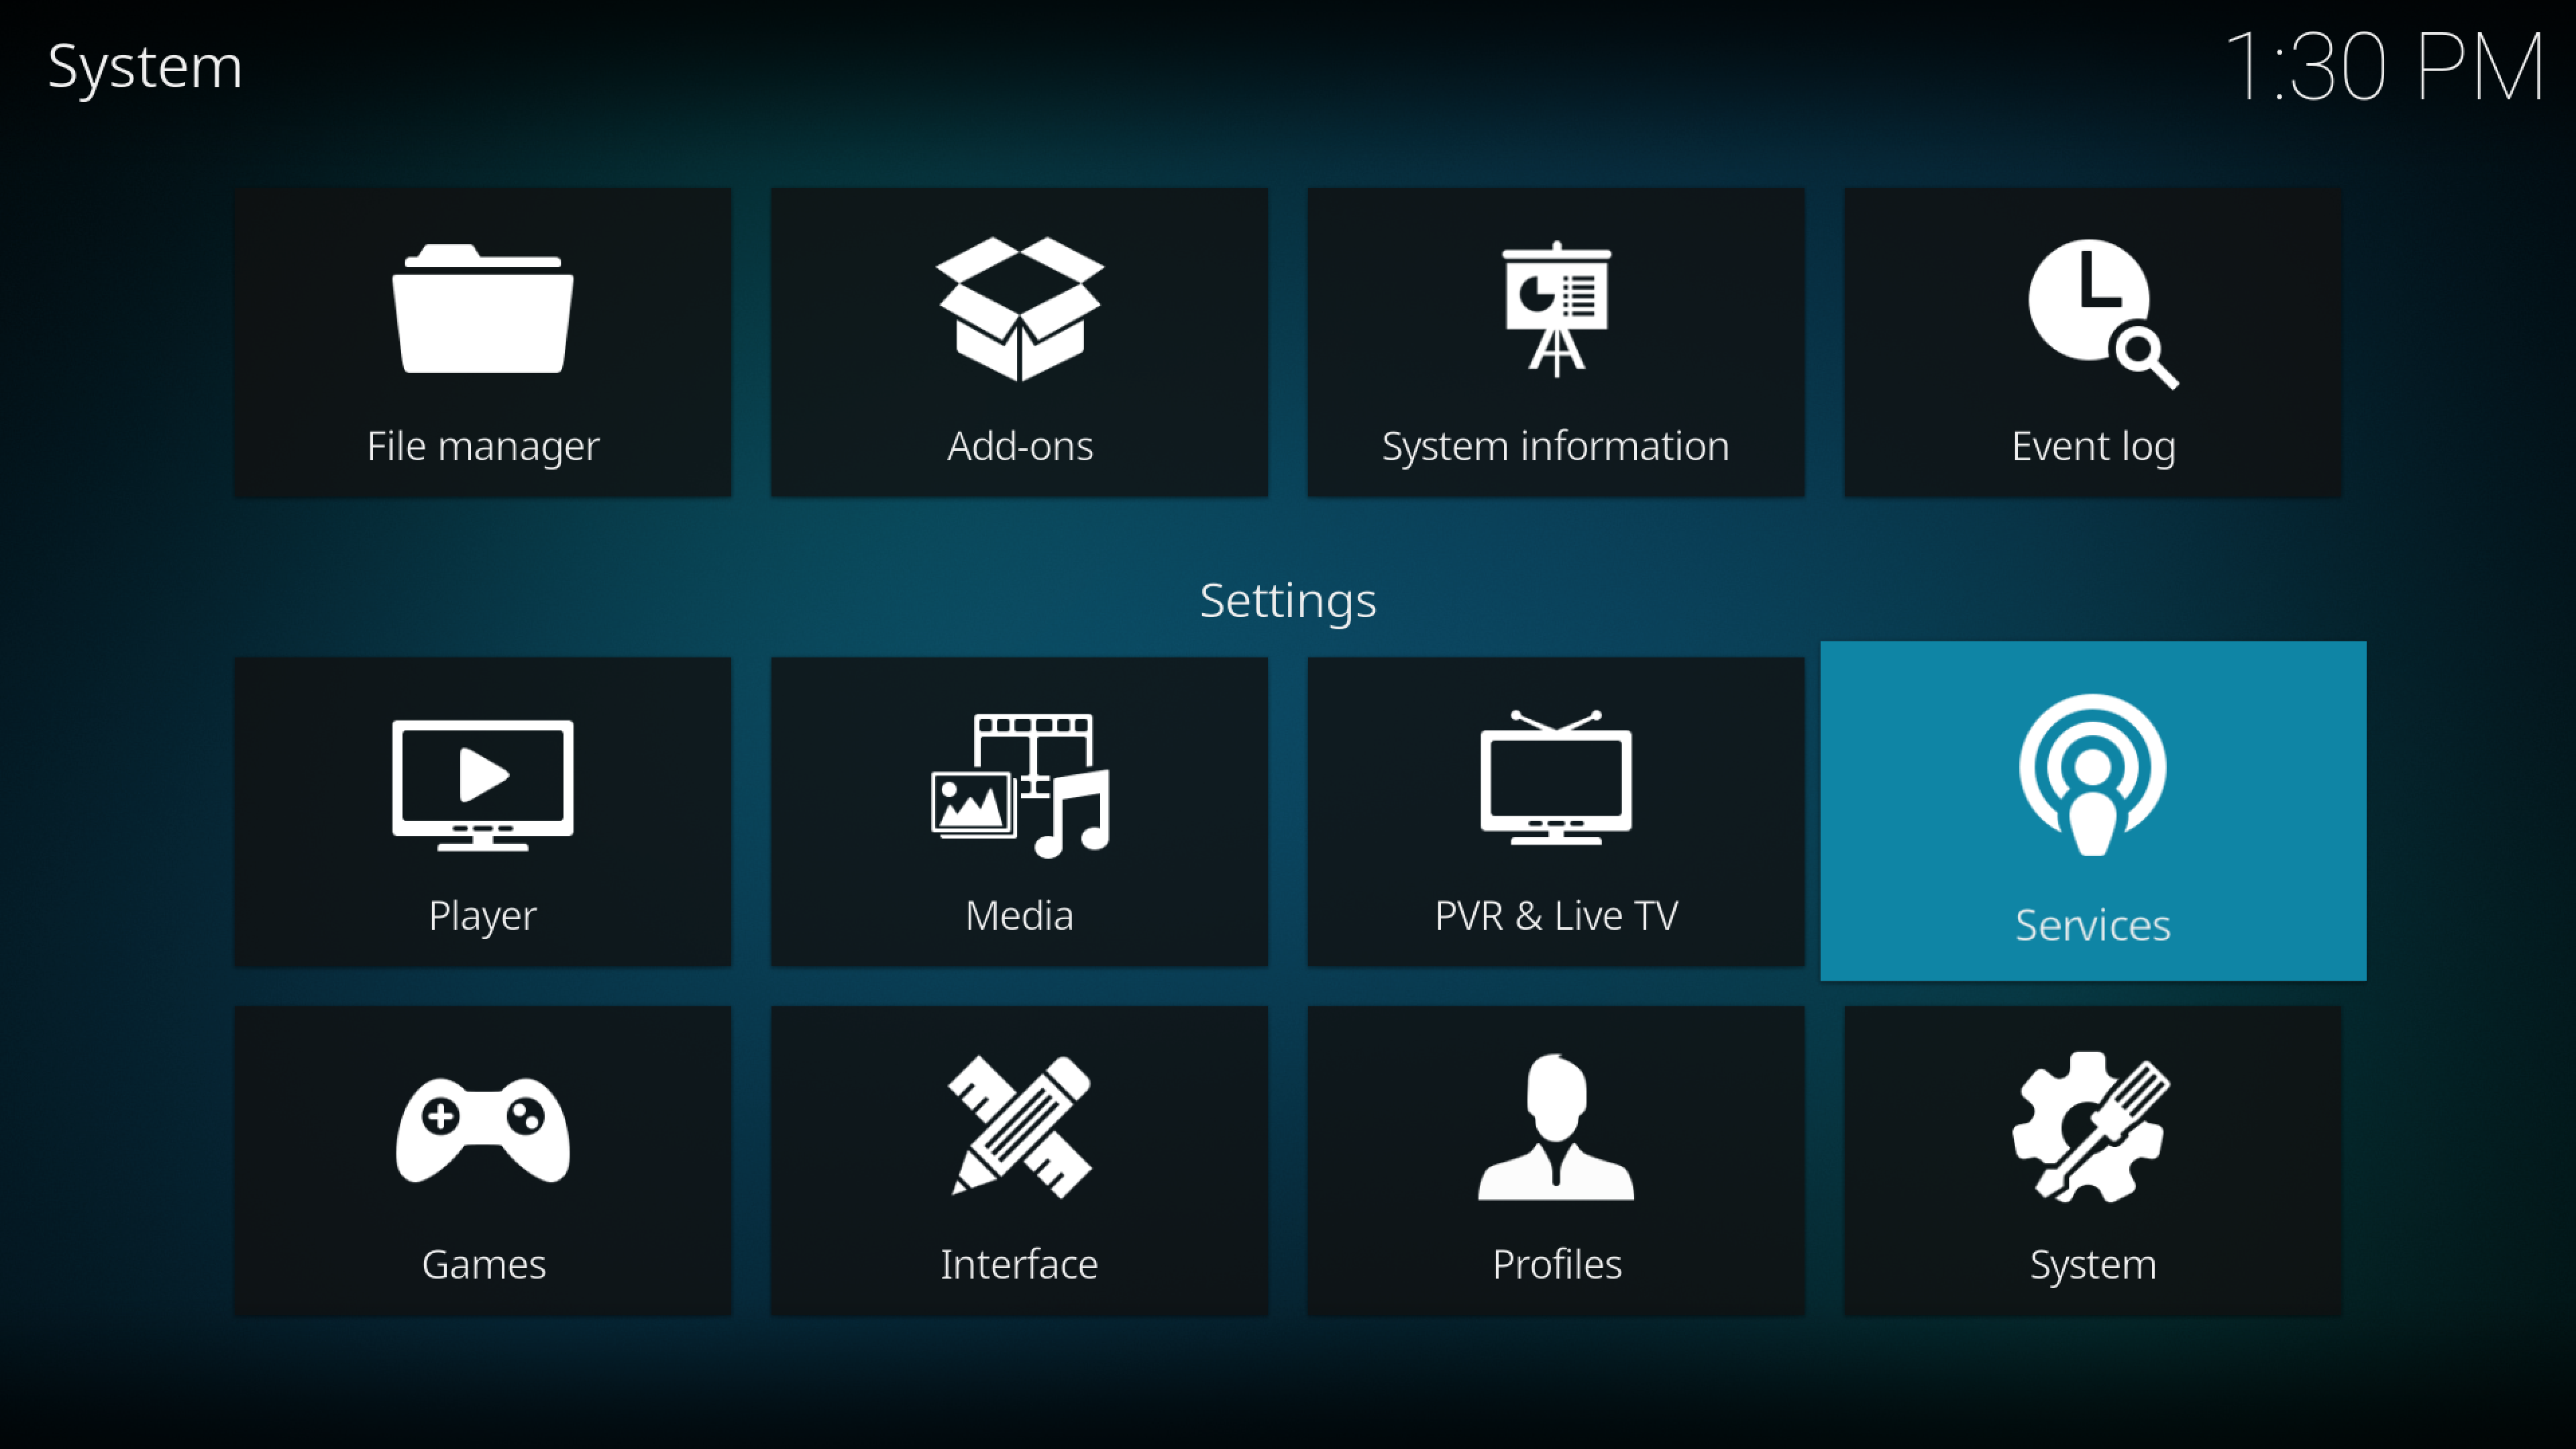 System
1:30 PM
File manager
Add-ons
System information
Event log
Settings
Player
Media
PVR & Live TV
Services
Games
Interface
Profiles
System